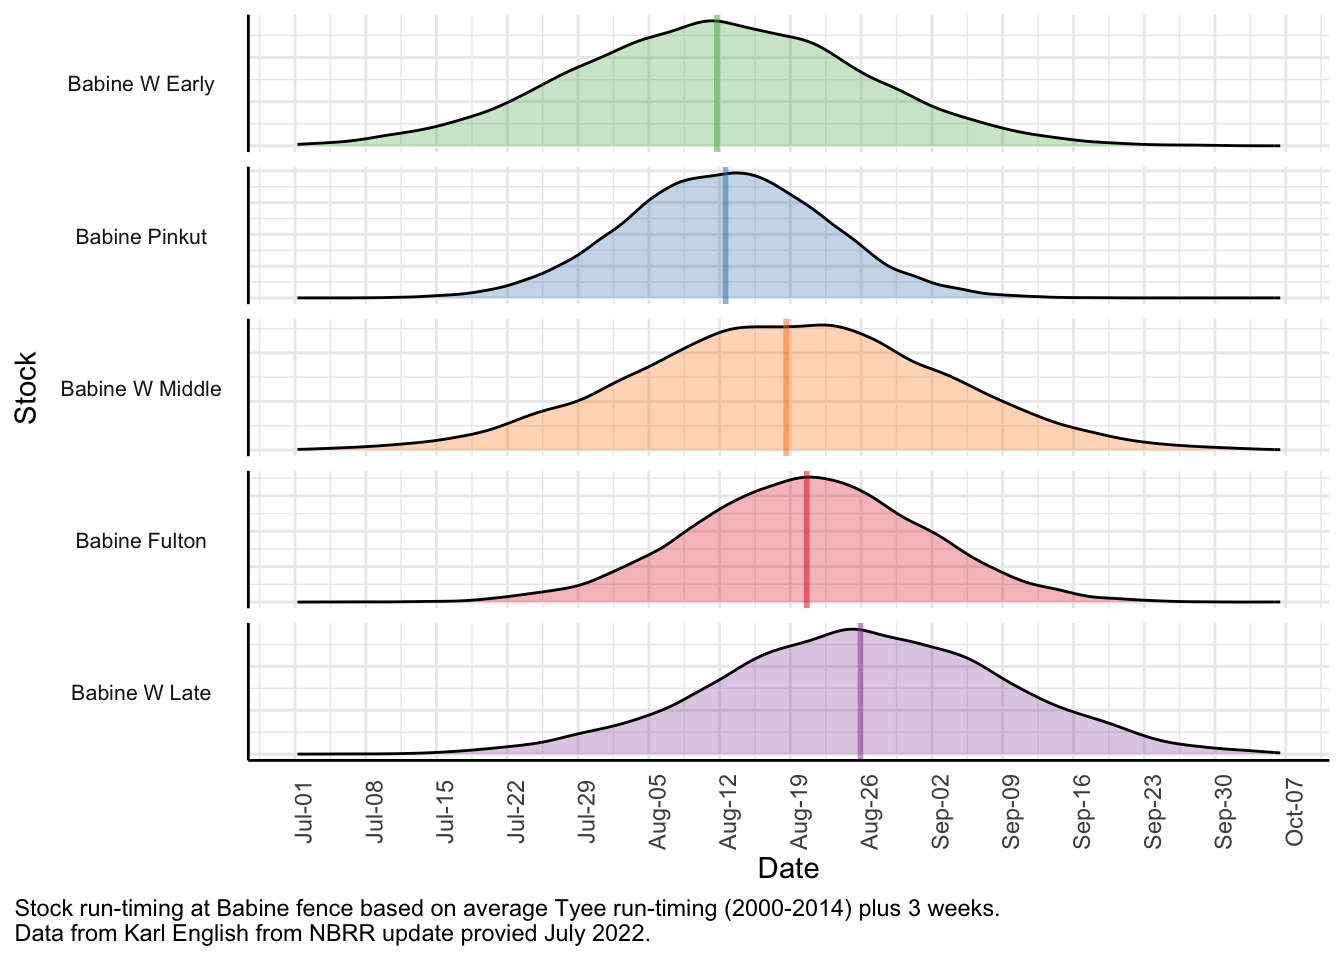 Babine W Early
Babine Pinkut
Babine W Middle
Babine Fulton
Babine W Late
Stock
Jul-01
Jul-08
Jul-15
Jul-22
Jul-29
Aug-05
Aug-12
Aug-19
Aug-26
Sep-02
Sep-09
Sep-16
Sep-23
Sep-30
Oct-07
Date
Stock run-timing at Babine fence based on average Tyee run-timing (2000-2014) plus 3 weeks.
Data from Karl English from NBRR update provied July 2022.